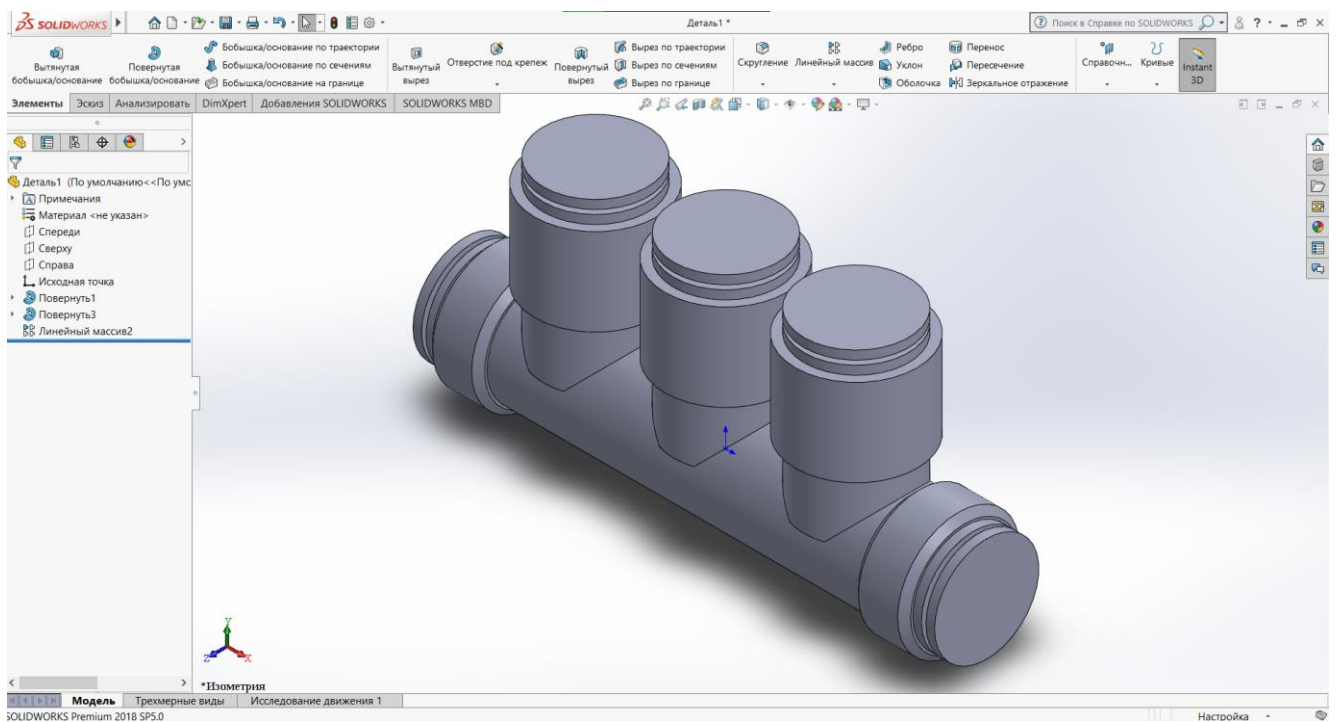 SOLIDWORKS
Деталь1 *
Поиск в Справке по SOLIDWORKS
Вытянутая бобышка/основание
Повернутая бобышка/основание
Бобышка/основание по траектории
Бобышка/основание по сечениям
Бобышка/основание на границе
Вытянутый вырез
Отверстие под крепеж
Повернутый вырез
Вырез по траектории
Вырез по сечениям
Вырез по границе
Скругление
Линейный массив
Ребро
Уклон
Оболочка
Перенос
Пересечение
Зеркальное отражение
Справочн...
Кривые
Instant 3D
Элементы
Эскиз
Анализировать
DimXpert
Добавления SOLIDWORKS
SOLIDWORKS MBD
Деталь1 (По умолчанию<<По умс
Примечания
Материал <не указан>
Спереди
Сверху
Справа
Исходная точка
Повернуть1
Повернуть3
Линейный массив2
Y
Z
X
*Изометрия
Модель
Трехмерные виды
Исследование движения 1
SOLIDWORKS Premium 2018 SP5.0
Настройка